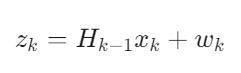 z_k = H_{k-1} x_k + w_k